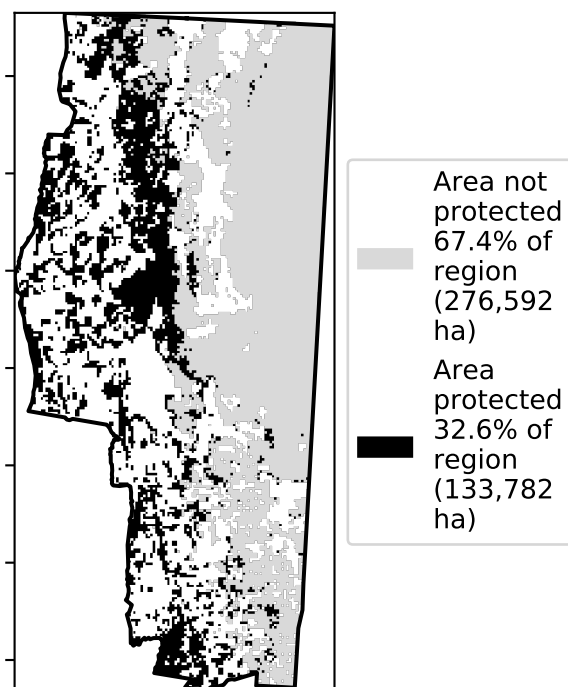 Area not
protected
67.4% of
region
(276,592
ha)
Area
protected
32.6% of
region
(133,782
ha)